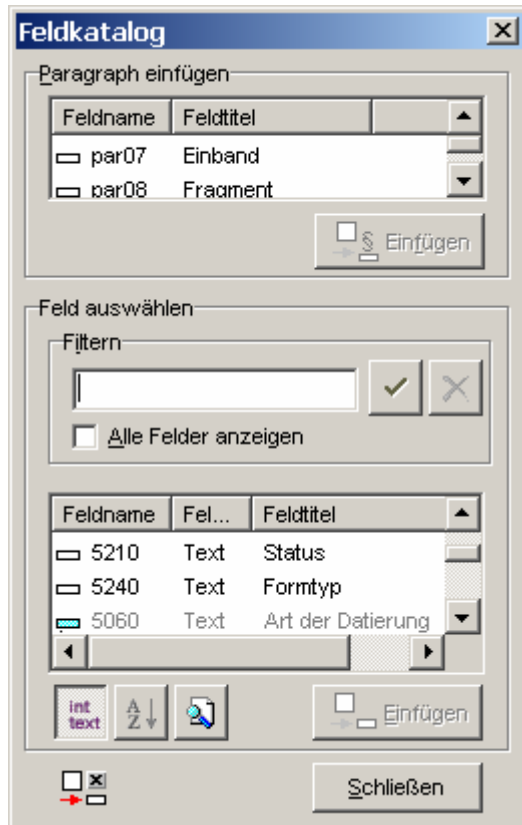 Feldkatalog
Paragraph einfügen
Feldname Feldtitel
par07 Einband
par08 Fragment
§ Einfügen
Feld auswählen
Filtern
Alle Felder anzeigen
Feldname Fel... Feldtitel
5210 Text Status
5240 Text Formtyp
5060 Text Art der Datierung
int text
A Z
Einfügen
Schließen